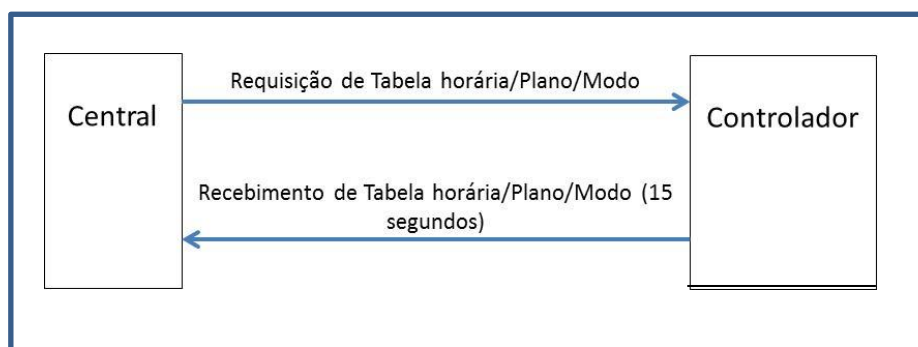 Requisição de Tabela horária/Plano/Modo
Central
Controlador
Recebimento de Tabela horária/Plano/Modo (15
segundos)